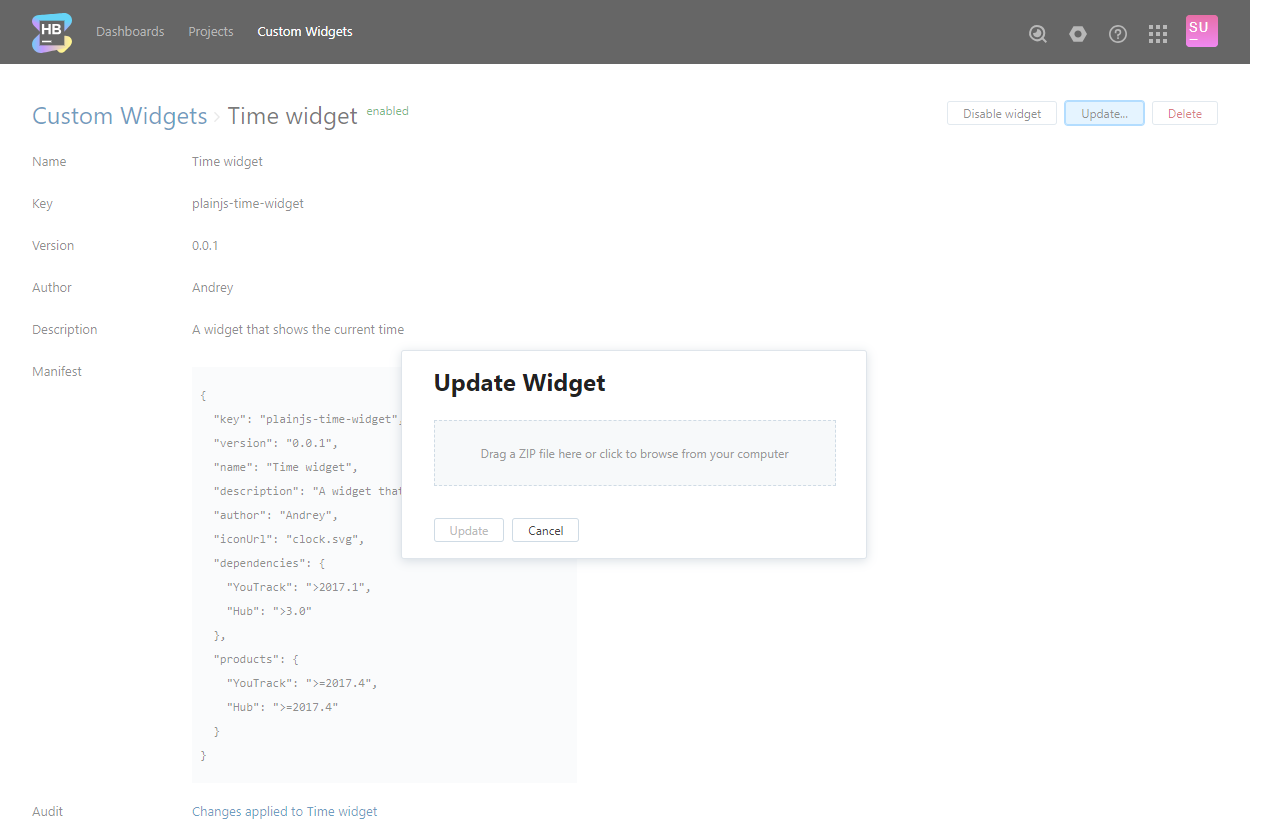 HB Dashboards Projects Custom Widgets SU
Custom Widgets › Time widget enabled Disable widget Update... Delete
Name Time widget
Key plainjs-time-widget
Version 0.0.1
Author Andrey
Description A widget that shows the current time
Manifest
{
"key": "plainjs-time-widget",
"version": "0.0.1",
"name": "Time widget",
"description": "A widget that
"author": "Andrey",
"iconUrl": "clock.svg",
"dependencies": {
"YouTrack": ">2017.1",
"Hub": ">3.0"
},
"products": {
"YouTrack": ">=2017.4",
"Hub": ">=2017.4"
}
}
Update Widget
Drag a ZIP file here or click to browse from your computer
Update Cancel
Audit Changes applied to Time widget